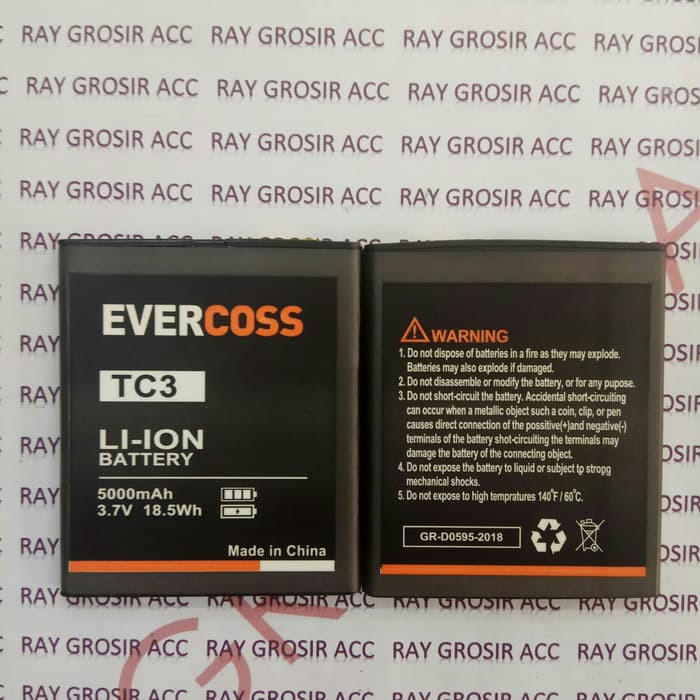 RAY GROSIR ACC RAY GROSIR ACC RAY GROSIR ACC RAY GROS
RAY GROSIR ACC RAY GROSIR ACC RAY GROSIR ACC RAY GROS
RAY GROSIR ACC RAY GROSIR ACC RAY GROSIR ACC RAY GROSI
RAY GROSIR ACC RAY GROSIR ACC RAY GROSIR ACC RAY GROSI
EVERCOSS
TC3
LI-ION
BATTERY
5000mAh
3.7V 18.5Wh
Made in China
WARNING
1. Do not dispose of batteries in a fire as they may explode.
Batteries may also explode if damaged.
2. Do not disassemble or modify the battery, or for any pupose.
3. Do not short-circuit the battery. Accidental short-circuiting
can occur when a metallic object such a coin, clip, or pen
causes direct connection of the possitive(+)and negative(-)
terminals of the battery shot-circuiting the terminals may
damage the battery of the connecting object.
4. Do not expose the battery to liquid or subject tp stropg
mechanical shocks.
5. Do not expose to high tempratures 140°F / 60°C.
GR-D0595-2018
RAY GROSIR ACC RAY GROSIR ACC RAY GROSIR ACC RAY GROSIR
RAY GROSIR ACC RAY GROSIR ACC RAY GROSIR ACC RAY GROSIR